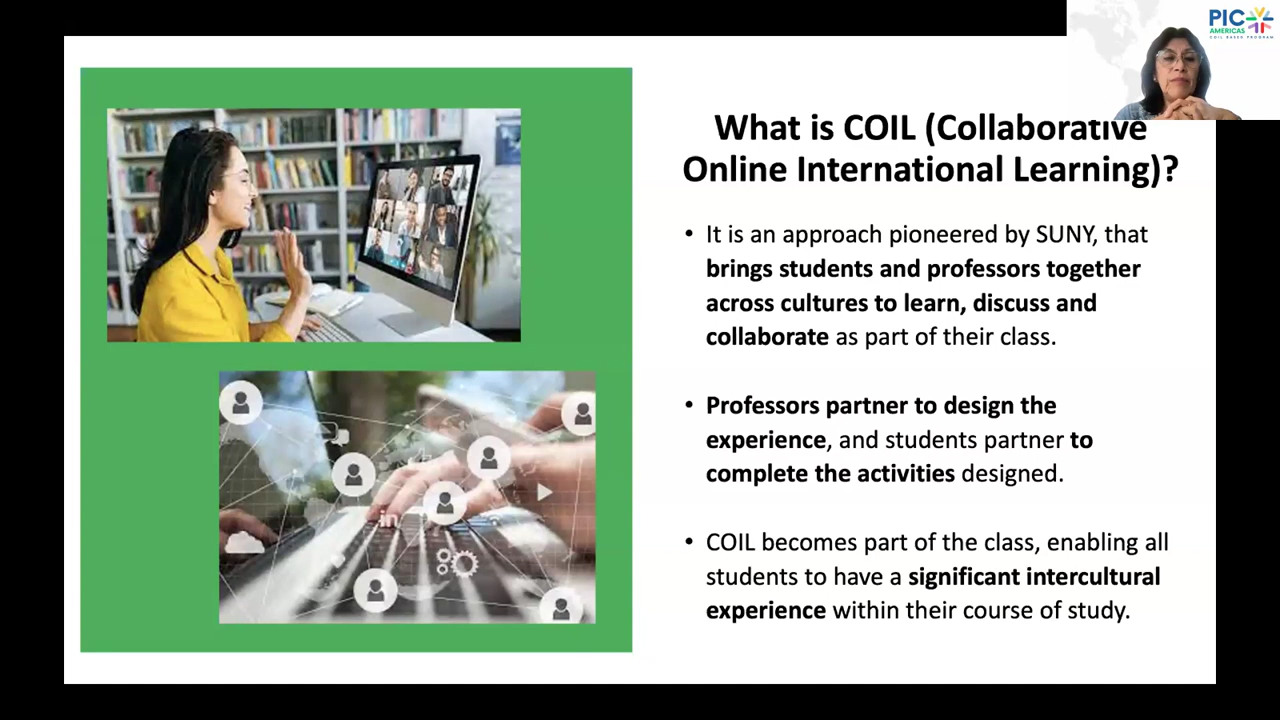 PIC
AMERICAS
COIL BASED PROGRAM
What is COIL (Collaborative
Online International Learning)?
• It is an approach pioneered by SUNY, that
brings students and professors together
across cultures to learn, discuss and
collaborate as part of their class.
• Professors partner to design the
experience, and students partner to
complete the activities designed.
• COIL becomes part of the class, enabling all
students to have a significant intercultural
experience within their course of study.
in